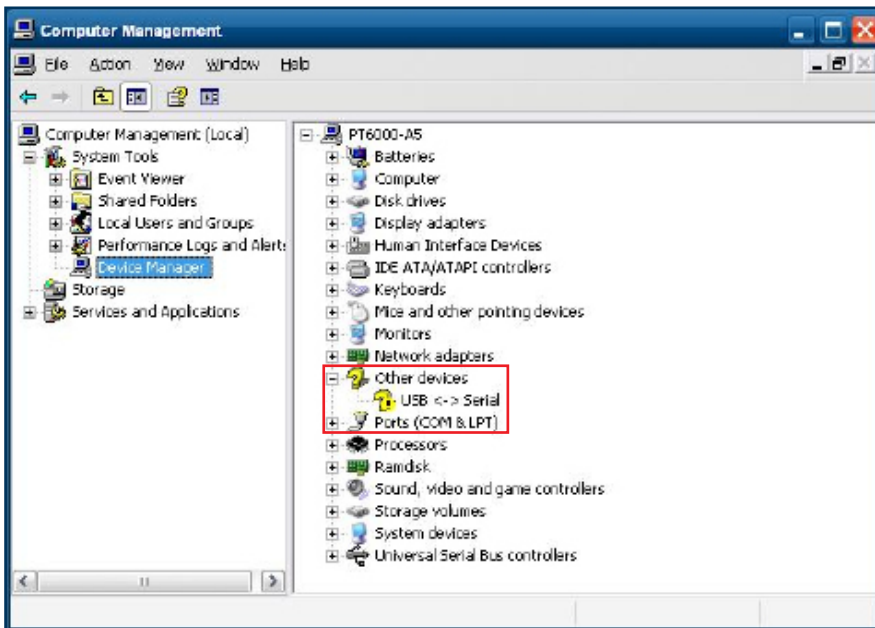 Computer Management
File Action View Window Help
Computer Management (Local)
System Tools
Event Viewer
Shared Folders
Local Users and Groups
Performance Logs and Alerts
Device Manager
Storage
Services and Applications
PT6000-A5
Batteries
Computer
Disk drives
Display adapters
Human Interface Devices
IDE ATA/ATAPI controllers
Keyboards
Mice and other pointing devices
Monitors
Network adapters
Other devices
USB <-> Serial
Ports (COM & LPT)
Processors
Ramdisk
Sound, video and game controllers
Storage volumes
System devices
Universal Serial Bus controllers